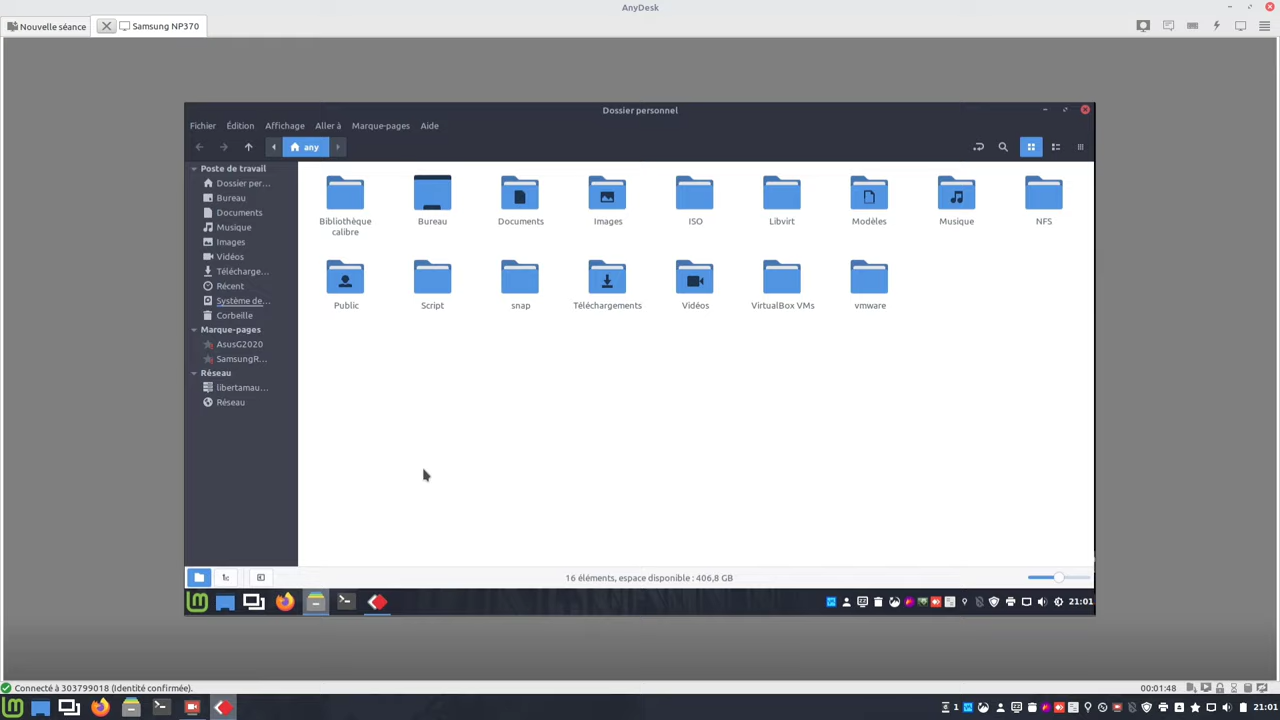 AnyDesk
Nouvelle séance
Samsung NP370
Dossier personnel
Fichier Édition Affichage Aller à Marque-pages Aide
any
Poste de travail
Dossier per...
Bureau
Documents
Musique
Images
Vidéos
Télécharge...
Récent
Système de...
Corbeille
Marque-pages
AsusG2020
SamsungR...
Réseau
libertamau...
Réseau
Bibliothèque calibre
Bureau
Documents
Images
ISO
Libvirt
Modèles
Musique
NFS
Public
Script
snap
Téléchargements
Vidéos
VirtualBox VMs
vmware
16 éléments, espace disponible : 406,8 GB
21:01
Connecté à 303799018 (Identité confirmée).
00:01:48
1
21:01